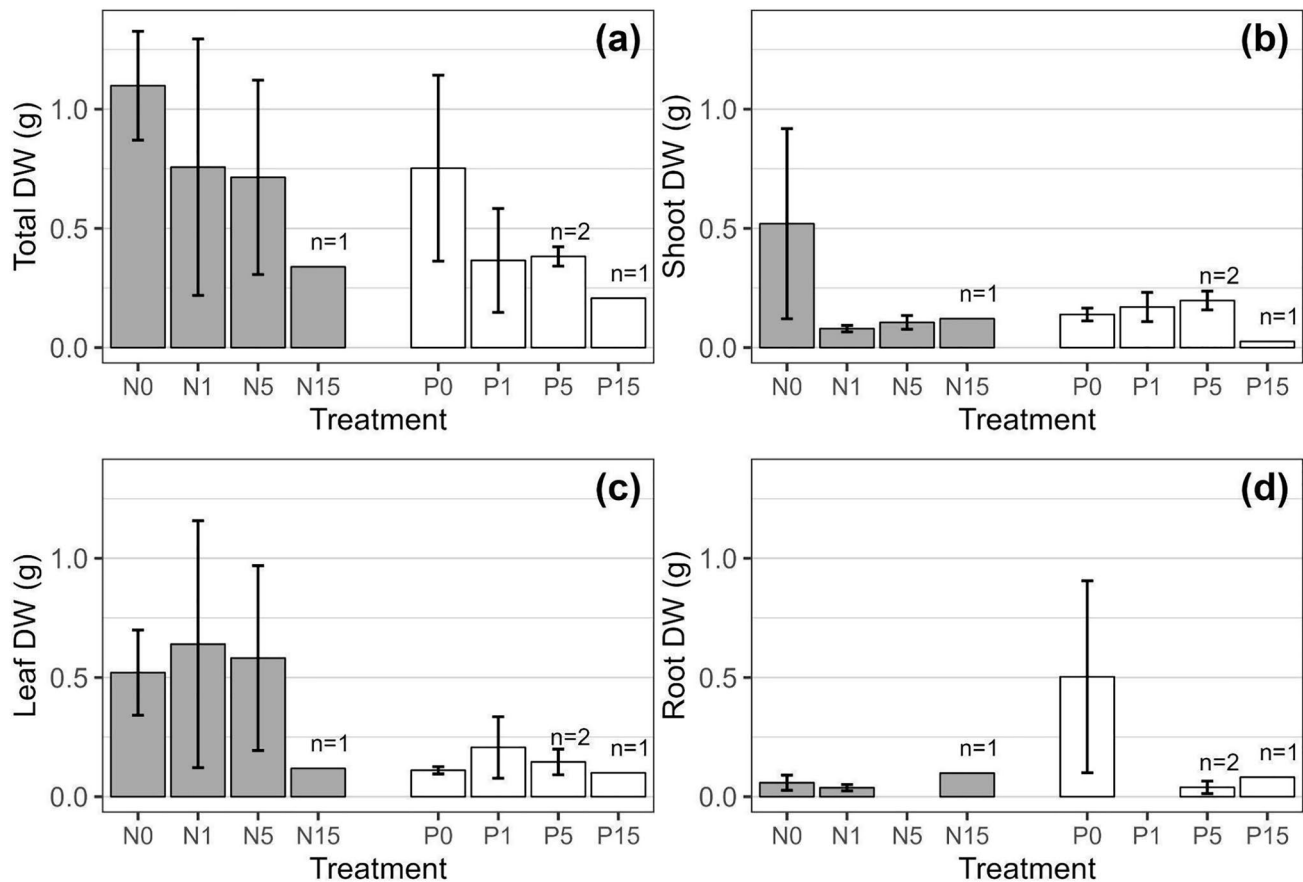 (a)
Total DW (g)
1.0
0.5
0.0
n=1
n=2
n=1
N0 N1 N5 N15 P0 P1 P5 P15
Treatment
(b)
Shoot DW (g)
1.0
0.5
0.0
n=1
n=2
n=1
N0 N1 N5 N15 P0 P1 P5 P15
Treatment
(c)
Leaf DW (g)
1.0
0.5
0.0
n=1
n=2
n=1
N0 N1 N5 N15 P0 P1 P5 P15
Treatment
(d)
Root DW (g)
1.0
0.5
0.0
n=1
n=2
n=1
N0 N1 N5 N15 P0 P1 P5 P15
Treatment